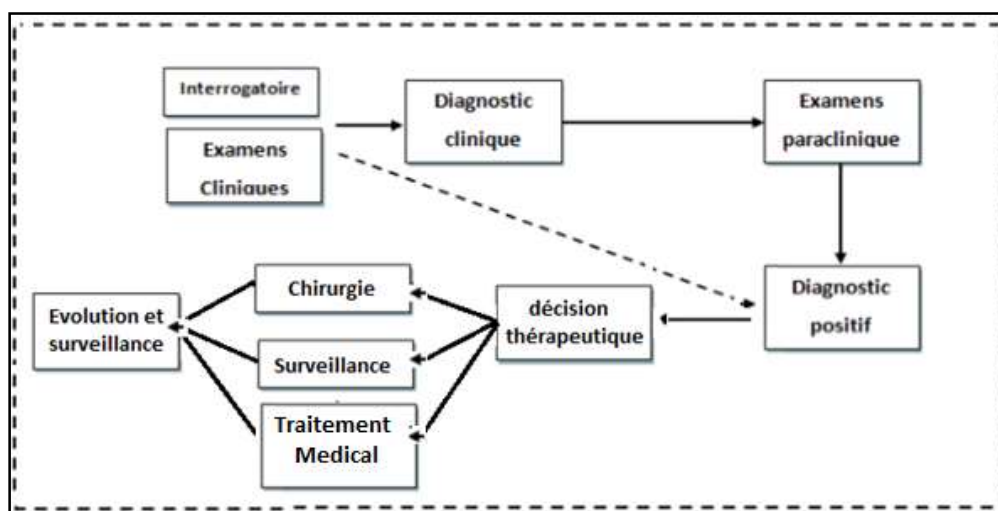 Interrogatoire
Examens
Cliniques
Diagnostic
clinique
Examens
paraclinique
Diagnostic
positif
décision
thérapeutique
Chirurgie
Surveillance
Traitement
Medical
Evolution et
surveillance